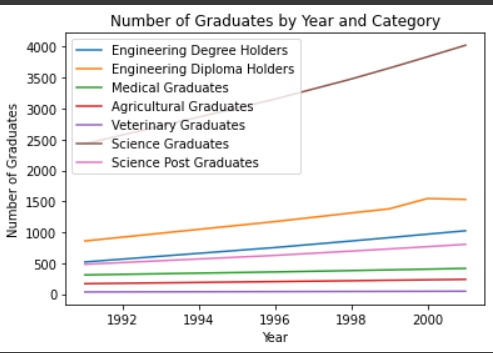 Number of Graduates by Year and Category
4000
3500
3000
2500
2000
1500
1000
500
0
Number of Graduates
Engineering Degree Holders
Engineering Diploma Holders
Medical Graduates
Agricultural Graduates
Veterinary Graduates
Science Graduates
Science Post Graduates
1992 1994 1996 1998 2000
Year